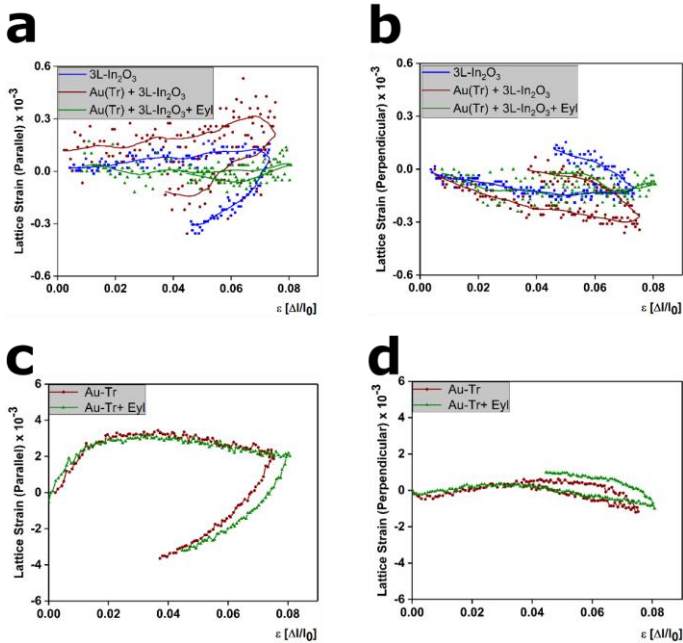 a
Lattice Strain (Parallel) x 10⁻³
0.6
0.3
0.0
-0.3
-0.6
3L-In₂O₃
Au(Tr) + 3L-In₂O₃
Au(Tr) + 3L-In₂O₃+ Eyl
0.00 0.02 0.04 0.06 0.08
ε [Δl/l₀]
b
Lattice Strain (Perpendicular) x 10⁻³
0.6
0.3
0.0
-0.3
-0.6
3L-In₂O₃
Au(Tr) + 3L-In₂O₃
Au(Tr) + 3L-In₂O₃ + Eyl
0.00 0.02 0.04 0.06 0.08
ε [Δl/l₀]
c
Lattice Strain (Parallel) x 10⁻³
6
4
2
0
-2
-4
-6
Au-Tr
Au-Tr+ Eyl
0.00 0.02 0.04 0.06 0.08
ε [Δl/l₀]
d
Lattice Strain (Perpendicular) x 10⁻³
6
4
2
0
-2
-4
-6
Au-Tr
Au-Tr+ Eyl
0.00 0.02 0.04 0.06 0.08
ε [Δl/l₀]